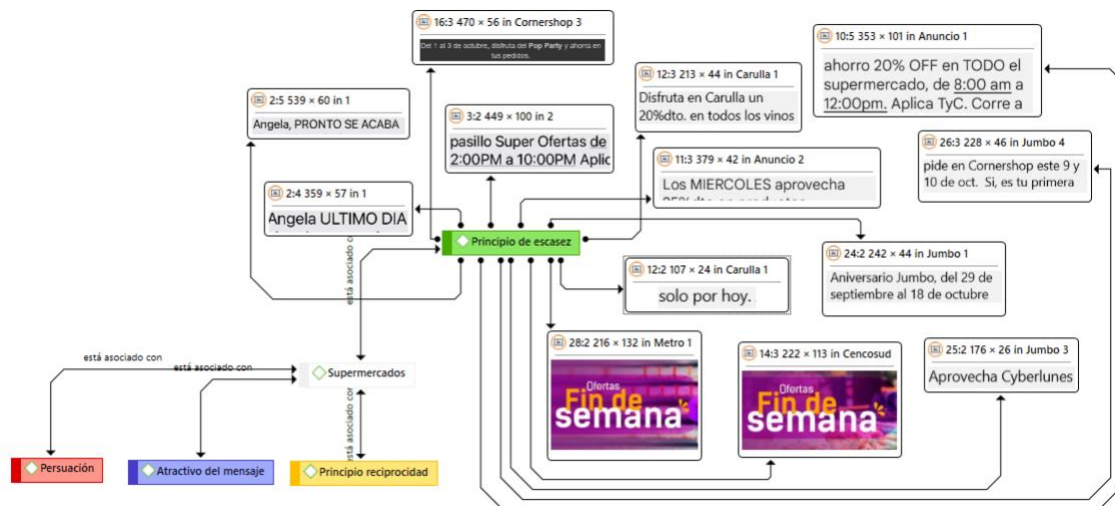 16:3 470 × 56 in Cornershop 3
Del 1 al 3 de octubre, disfruta del Pop Party y ahorra en
tus pedidos.
10:5 353 × 101 in Anuncio 1
ahorro 20% OFF en TODO el
supermercado, de 8:00 am a
12:00pm. Aplica TyC. Corre a
12:3 213 × 44 in Carulla 1
Disfruta en Carulla un
20%dto. en todos los vinos
2:5 539 × 60 in 1
Angela, PRONTO SE ACABA
3:2 449 × 100 in 2
pasillo Super Ofertas de
2:00PM a 10:00PM Aplic
26:3 228 × 46 in Jumbo 4
pide en Cornershop este 9 y
10 de oct. Si, es tu primera
11:3 379 × 42 in Anuncio 2
Los MIERCOLES aprovecha
2:4 359 × 57 in 1
Angela ULTIMO DIA
Principio de escasez
está asociado con
24:2 242 × 44 in Jumbo 1
Aniversario Jumbo, del 29 de
septiembre al 18 de octubre
12:2 107 × 24 in Carulla 1
solo por hoy.
28:2 216 × 132 in Metro 1
Ofertas
Fin de
semana
14:3 222 × 113 in Cencosud
Ofertas
Fin de
semana
25:2 176 × 26 in Jumbo 3
Aprovecha Cyberlunes
está asociado con
está asociado con
Supermercados
está asociado con
Persuación
Atractivo del mensaje
Principio reciprocidad